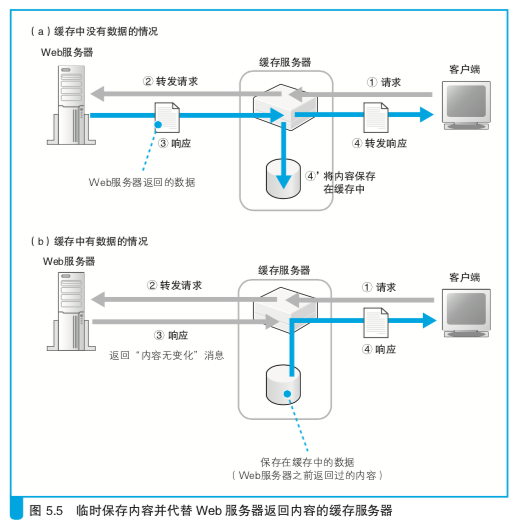 （a）缓存中没有数据的情况
Web服务器
缓存服务器
客户端
② 转发请求
① 请求
③ 响应
④ 转发响应
Web服务器返回的数据
④’将内容保存
在缓存中
（b）缓存中有数据的情况
Web服务器
缓存服务器
客户端
② 转发请求
① 请求
③ 响应
④ 响应
返回“内容无变化”消息
保存在缓存中的数据
（Web服务器之前返回过的内容）
图 5.5 临时保存内容并代替 Web 服务器返回内容的缓存服务器